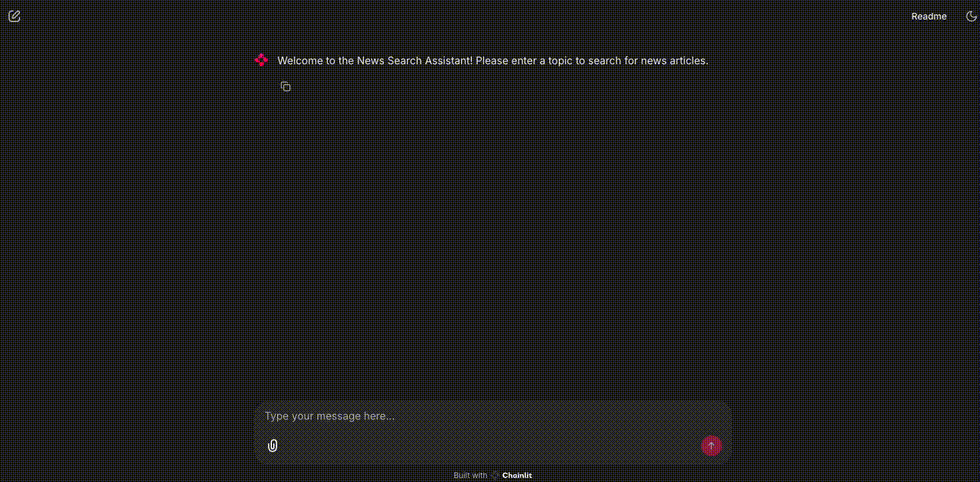 Readme
Welcome to the News Search Assistant! Please enter a topic to search for news articles.
Type your message here...
Built with Chainlit